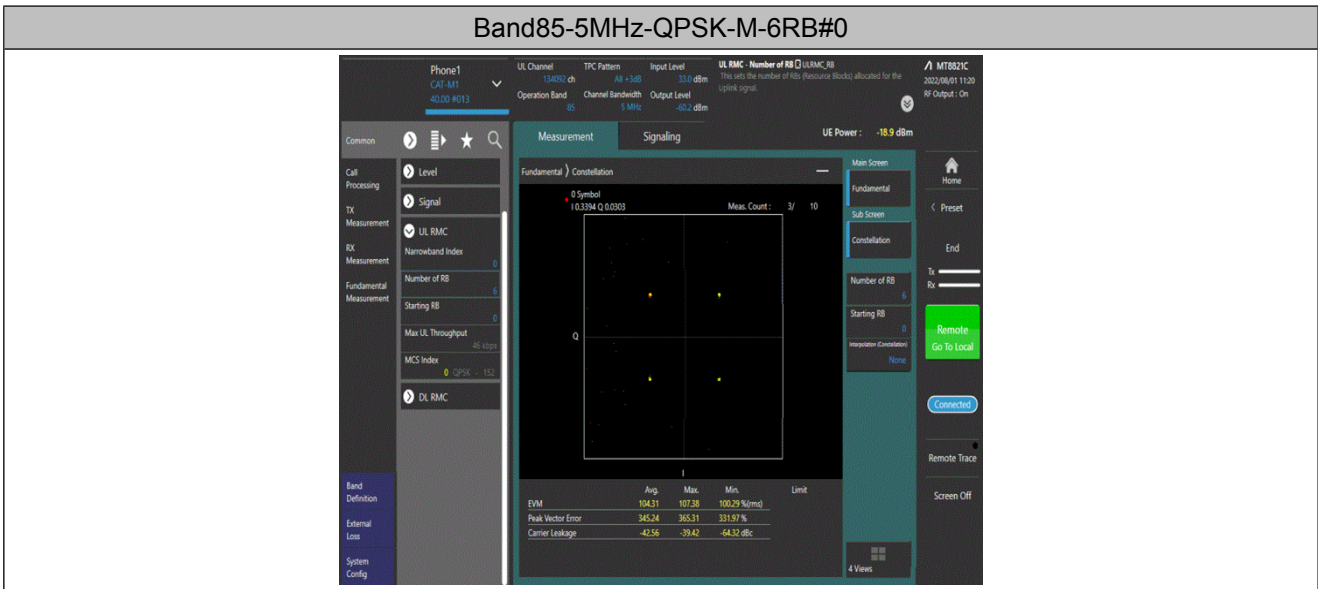 Band85-5MHz-QPSK-M-6RB#0
Phone1
CAT-M1
40.00 #013
UL Channel
134092 ch
TPC Pattern
All +3dB
Input Level
33.0 dBm
Operation Band
85
Channel Bandwidth
5 MHz
Output Level
-60.2 dBm
UL RMC - Number of RB ULRMC_RB
This sets the number of RBs (Resource Blocks) allocated for the
Uplink signal.
MT8821C
2022/08/01 11:20
RF Output : On
Common
Call
Processing
TX
Measurement
RX
Measurement
Fundamental
Measurement
Band
Definition
External
Loss
System
Config
Level
Signal
UL RMC
Narrowband Index
0
Number of RB
6
Starting RB
0
Max UL Throughput
46 kbps
MCS Index
0 QPSK - 152
DL RMC
Measurement
Signaling
UE Power : -18.9 dBm
Fundamental
Constellation
0 Symbol
I 0.3394 Q 0.0303
Meas. Count : 3/ 10
Q
I
Avg. Max. Min. Limit
EVM 104.31 107.38 100.29 %(rms)
Peak Vector Error 345.24 365.31 331.97 %
Carrier Leakage -42.56 -39.42 -64.32 dBc
Main Screen
Fundamental
Sub Screen
Constellation
Number of RB
6
Starting RB
0
Interpolation (Constellation)
None
4 Views
Home
Preset
End
Tx
Rx
Remote
Go To Local
Connected
Remote Trace
Screen Off